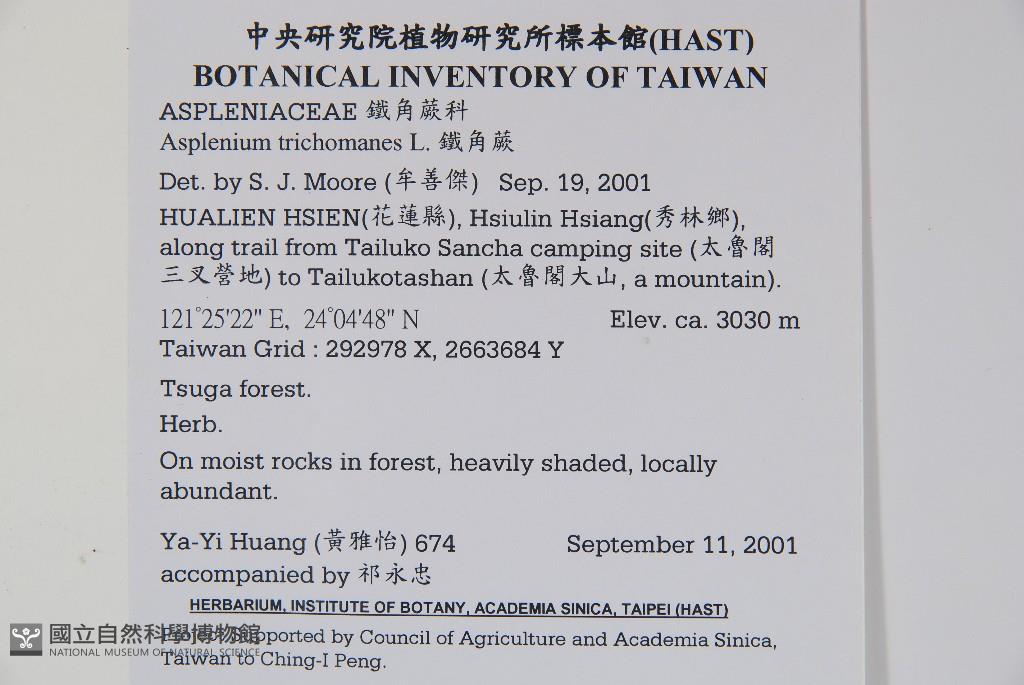 中央研究院植物研究所標本館(HAST)
BOTANICAL INVENTORY OF TAIWAN
ASPLENIACEAE 鐵角蕨科
Asplenium trichomanes L. 鐵角蕨
Det. by S. J. Moore (牟善傑) Sep. 19, 2001
HUALIEN HSIEN(花蓮縣), Hsiulin Hsiang(秀林鄉),
along trail from Tailuko Sancha camping site (太魯閣
三叉營地) to Tailukotashan (太魯閣大山, a mountain).
121°25'22" E, 24°04'48" N Elev. ca. 3030 m
Taiwan Grid : 292978 X, 2663684 Y
Tsuga forest.
Herb.
On moist rocks in forest, heavily shaded, locally
abundant.
Ya-Yi Huang (黃雅怡) 674 September 11, 2001
accompanied by 祁永忠
HERBARIUM, INSTITUTE OF BOTANY, ACADEMIA SINICA, TAIPEI (HAST)
Project Supported by Council of Agriculture and Academia Sinica,
Taiwan to Ching-I Peng.
國立自然科學博物館
NATIONAL MUSEUM OF NATURAL SCIENCE